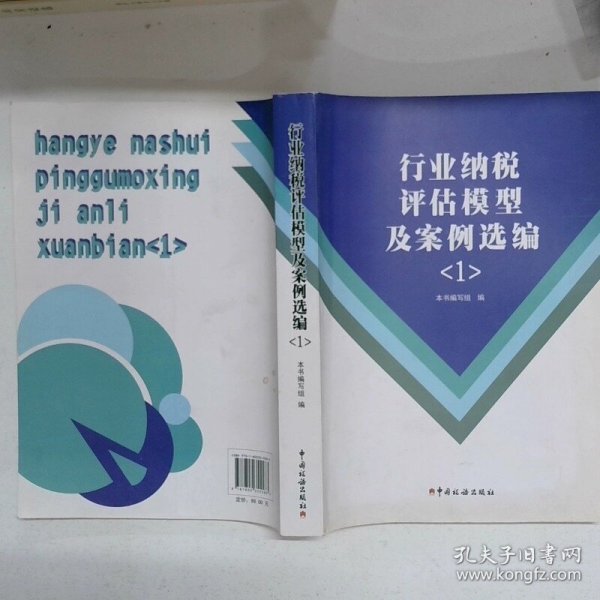 hangye nashui
pinggumoxing
ji anli
xuanbian<1>
定价：
行业纳税评估模型及案例选编
<1>
本书编写组 编
中国税务出版社
行业纳税
评估模型
及案例选编
<1>
本书编写组 编
中国税务出版社
孔夫子旧书网
www.kongfz.com